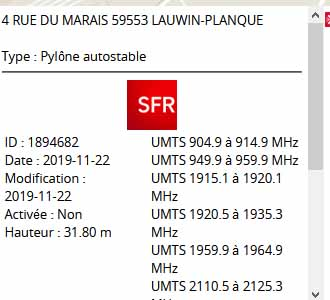 4 RUE DU MARAIS 59553 LAUWIN-PLANQUE
Type : Pylône autostable
SFR
ID : 1894682
Date : 2019-11-22
Modification :
2019-11-22
Activée : Non
Hauteur : 31.80 m
UMTS 904.9 à 914.9 MHz
UMTS 949.9 à 959.9 MHz
UMTS 1915.1 à 1920.1
MHz
UMTS 1920.5 à 1935.3
MHz
UMTS 1959.9 à 1964.9
MHz
UMTS 2110.5 à 2125.3
MHz